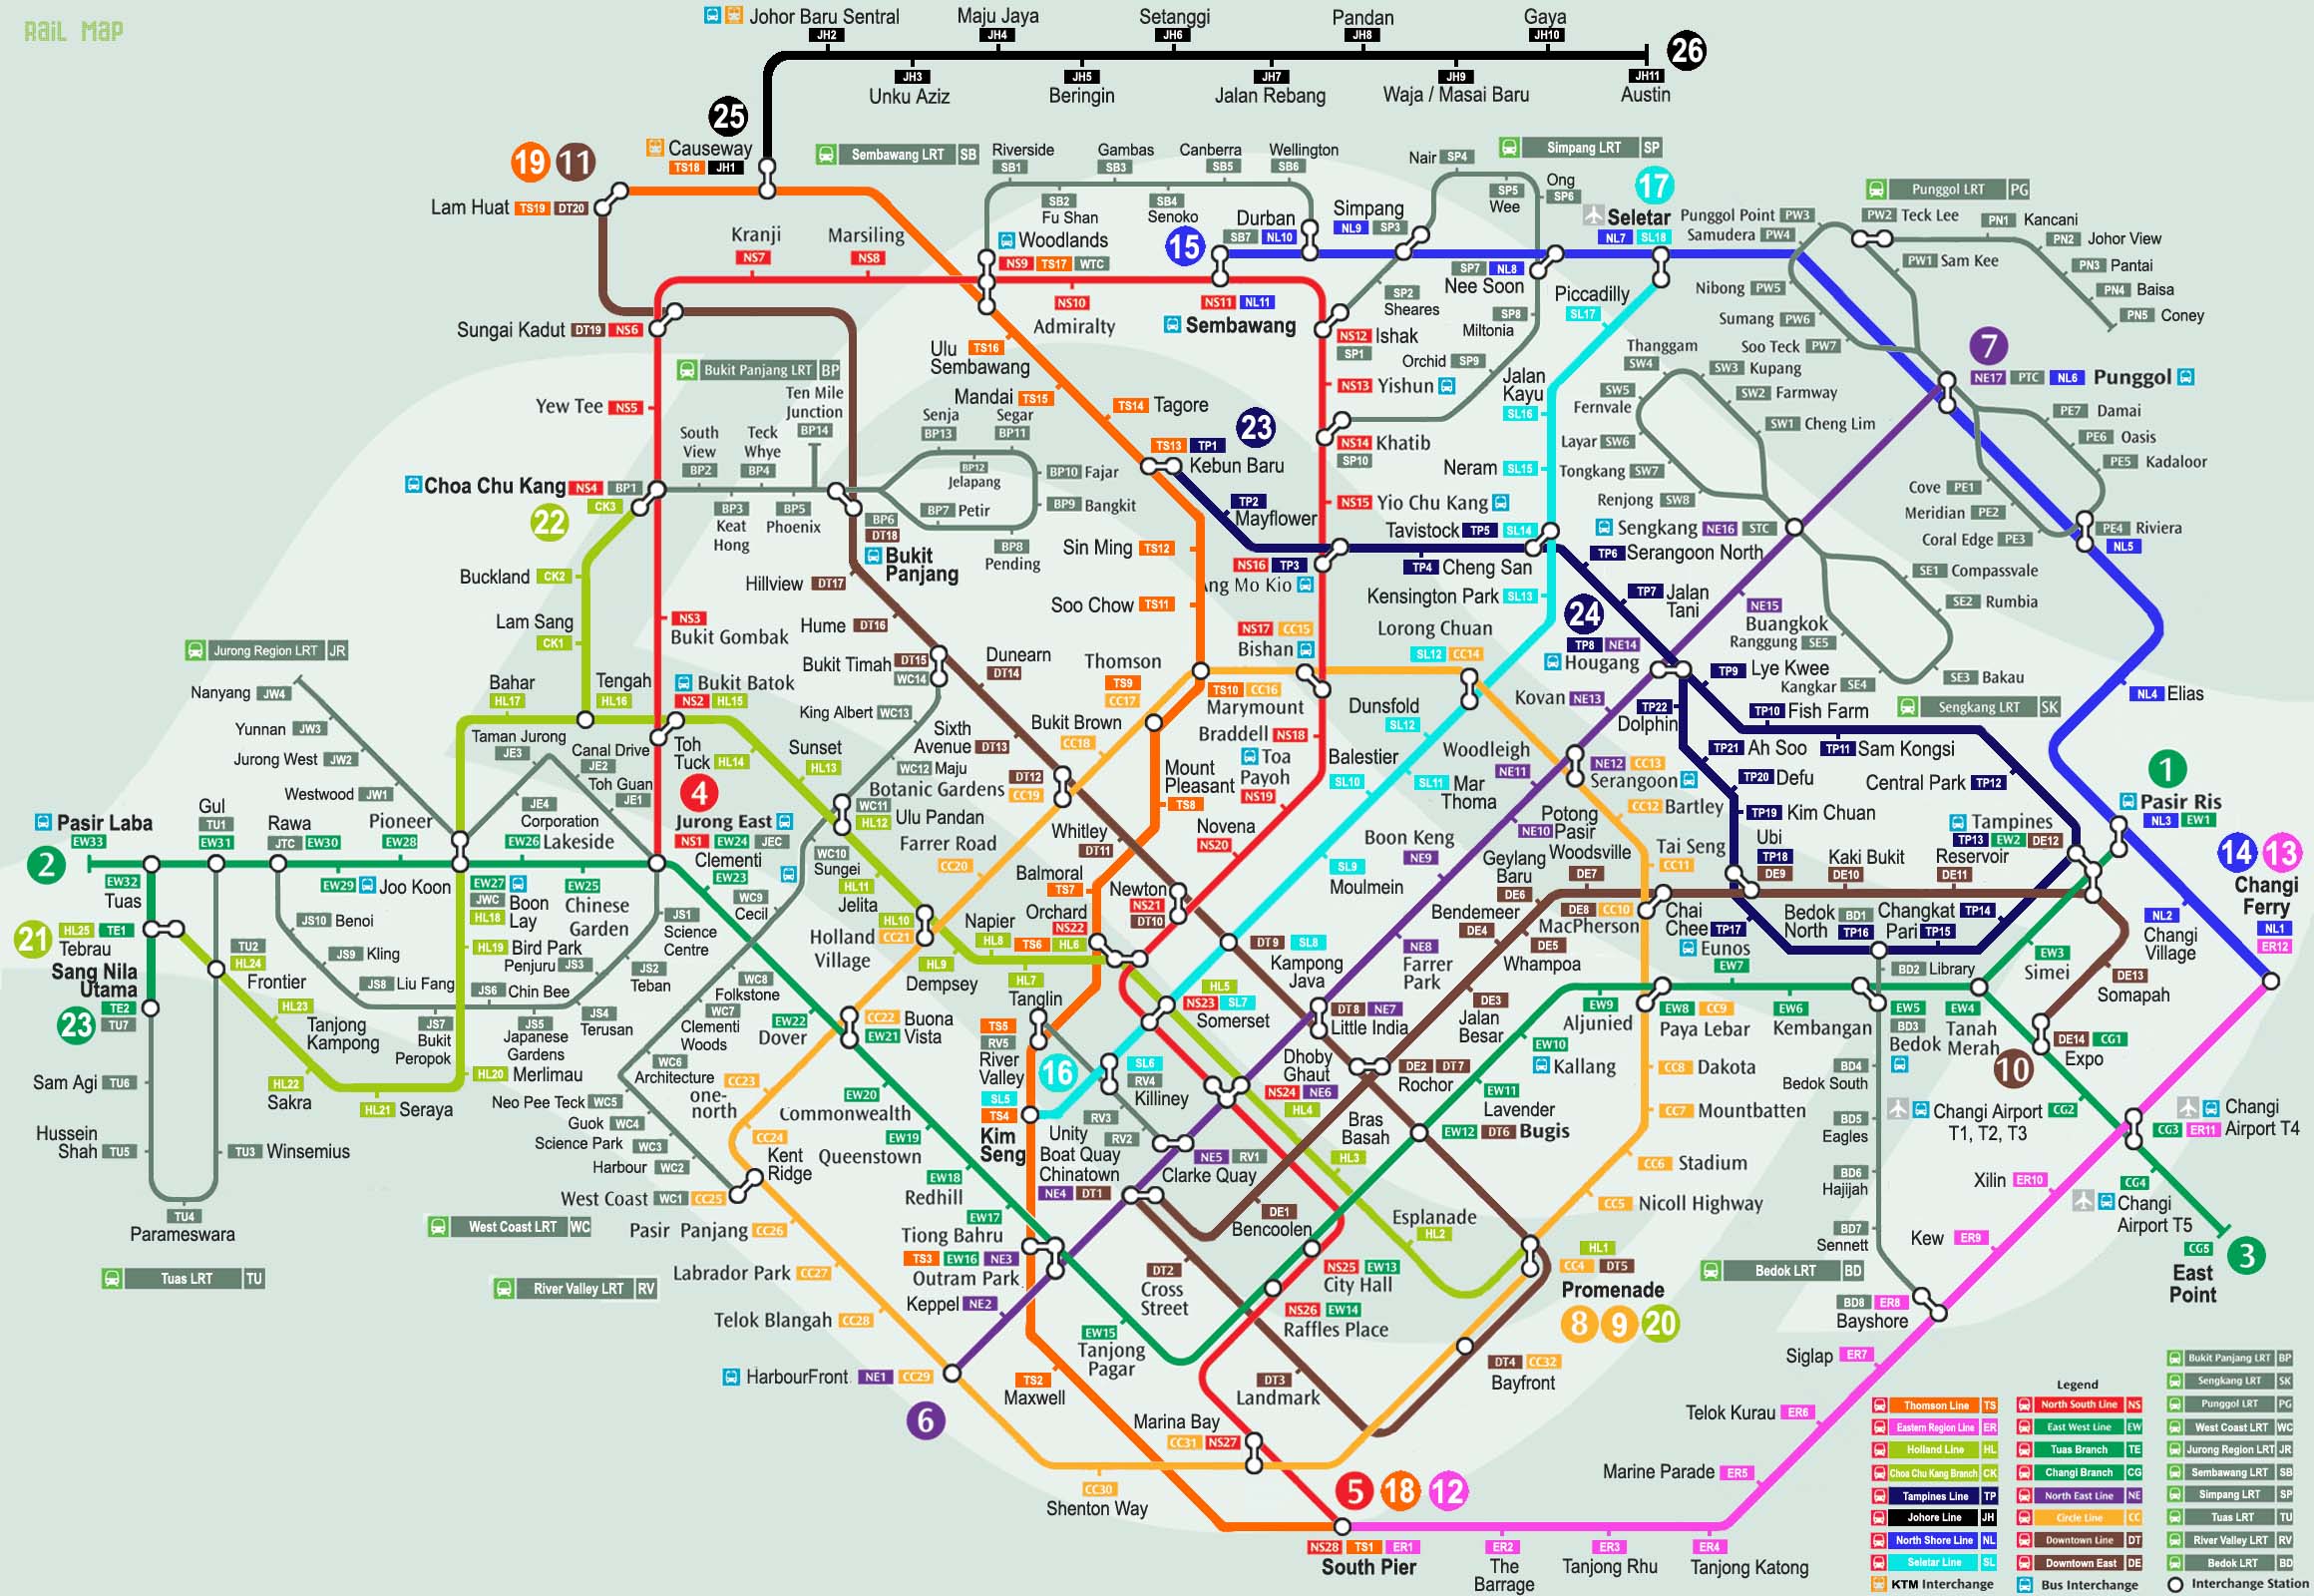 RAIL MAP
Johor Baru Sentral
JH2
Maju Jaya
JH4
Setanggi
JH6
Pandan
JH8
Gaya
JH10
26
JH3
Unku Aziz
JH5
Beringin
JH7
Jalan Rebang
JH9
Waja / Masai Baru
JH11
Austin
25
Causeway
TS18 JH1
19 11
Lam Huat TS19 DT20
Sembawang LRT SB
Riverside
SB1
Gambas
SB3
Canberra
SB5
Wellington
SB6
SB2
Fu Shan
SB4
Senoko
Durban
SB7 NL10
Simpang
NL9 SP3
Nair SP4
Simpang LRT SP
SP5
Wee
Ong
SP6
17
Seletar
NL7 SL18
Punggol Point PW3
Samudera PW4
Punggol LRT PG
PW2 Teck Lee
PN1 Kancani
PN2 Johor View
PN3 Pantai
PN4 Baisa
PN5 Coney
PW1 Sam Kee
Kranji
NS7
Marsiling
NS8
Woodlands
NS9 TS17 WTC
15
NS10
Admiralty
NS11 NL11
Sembawang
SP2
Sheares
SP7 NL8
Nee Soon
SP8
Miltonia
Piccadilly
SL17
Nibong PW5
Sumang PW6
Soo Teck PW7
7
NE17 PTC NL6 Punggol
Sungai Kadut DT19 NS6
NS12 Ishak
SP1
Orchid SP9
NS13 Yishun
Jalan
Kayu
SL16
Thanggam
SW4
SW3 Kupang
SW5
Fernvale
SW2 Farmway
SW1 Cheng Lim
Layar SW6
Tongkang SW7
Renjong SW8
PE7 Damai
PE6 Oasis
PE5 Kadaloor
Cove PE1
Meridian PE2
Coral Edge PE3
PE4 Riviera
NL5
Ulu TS16
Sembawang
Mandai TS15
TS14 Tagore
TS13 TP1
23
Kebun Baru
Bukit Panjang LRT BP
Ten Mile
Junction
BP14
Yew Tee NS5
South
View
BP2
Teck
Whye
BP4
Senja
BP13
Segar
BP11
BP12
Jelapang
BP10 Fajar
BP9 Bangkit
BP7 Petir
BP8
Pending
Choa Chu Kang NS4 BP1
CK3
22
BP3
Keat
Hong
BP5
Phoenix
BP6
DT18
Bukit
Panjang
NS14 Khatib
SP10
Neram SL15
NS15 Yio Chu Kang
Tavistock TP5 SL14
TP2
Mayflower
Sin Ming TS12
NS16 TP3
Ang Mo Kio
TP4 Cheng San
TP6 Serangoon North
Sengkang NE16 STC
Kensington Park SL13
24
TP8 NE14
Hougang
TP7 Jalan
Tani
NE15
Buangkok
Ranggung SE5
SE1 Compassvale
SE2 Rumbia
SE3 Bakau
Kangkar SE4
Sengkang LRT SK
Buckland CK2
Lam Sang
CK1
Hillview DT17
Hume DT16
NS3
Bukit Gombak
Soo Chow TS11
NS17 CC15
Bishan
Lorong Chuan
SL12 CC14
Bukit Timah DT15
WC14
Dunearn
DT14
Thomson
TS9
CC17
TS10 CC16
Marymount
Braddell NS18
Dunsfold
SL12
Kovan NE13
TP22
Dolphin
TP9 Lye Kwee
TP10 Fish Farm
TP11 Sam Kongsi
Central Park TP12
NL4 Elias
Jurong Region LRT JR
Nanyang JW4
Yunnan JW3
Jurong West JW2
Westwood JW1
Bahar
HL17
Tengah
HL16
Bukit Batok
NS2 HL15
Taman Jurong
JE3
Canal Drive
JE2
Toh Guan
JE1
Toh
Tuck HL14
Sunset
HL13
King Albert WC13
Sixth
Avenue DT13
WC12 Maju
Bukit Brown
CC18
DT12
Botanic Gardens
CC19
Mount
Pleasant
TS8
Toa
Payoh
NS19
Balestier
SL10
SL11 Mar
Thoma
Woodleigh
NE11
NE12 CC13
Serangoon
TP21 Ah Soo
TP20 Defu
TP19 Kim Chuan
1
Pasir Ris
NL3 EW1
CC12 Bartley
Potong
NE10 Pasir
Woodsville
DE7
JE4
Corporation
4
Jurong East
NS1 EW24 JEC
WC11
HL12 Ulu Pandan
Farrer Road
CC20
Whitley
DT11
Novena
NS20
Boon Keng
NE9
Geylang
Baru
DE6
Tai Seng
CC11
Ubi
TP18
DE9
Kaki Bukit
DE10
Reservoir
DE11
Tampines
TP13 EW2 DE12
14 13
Changi
Ferry
NL1
ER12
Pasir Laba
EW33
2
Gul
TU1
EW31
Rawa
JTC EW30
Pioneer
EW28
EW26 Lakeside
Clementi
EW23
WC10
Sungei
EW32
Tuas
EW29 Joo Koon
EW27
JWC
HL18
Boon
Lay
EW25
Chinese
Garden
WC9
Cecil
HL11
Jelita
HL10
Holland CC21
Village
HL9
Dempsey
Napier
HL8
Balmoral
TS7
Orchard
NS22
TS6 HL6
Newton
NS21
DT10
SL9
Moulmein
DT9 SL8
Kampong
Java
Bendemeer
DE4
DE5
Whampoa
DE8 CC10
MacPherson
Chai
Chee TP17
Eunos
EW7
Bedok BD1
North TP16
Changkat TP14
Pari TP15
BD2 Library
NL2
Changi
Village
21
HL25 TE1
Tebrau
Sang Nila
Utama
TE2
TU7
23
TU2
HL24
Frontier
JS10 Benoi
JS9 Kling
JS8 Liu Fang
HL19 Bird Park
Penjuru JS3
JS6 Chin Bee
JS1
Science
Centre
JS2
Teban
JS4
Terusan
JS7
Bukit
Peropok
JS5
Japanese
Gardens
WC8
Folkstone
WC7
Clementi
Woods
EW22
Dover
CC22 Buona
EW21 Vista
HL7
Tanglin
TS5
RV5
River
Valley
HL5
NS23 SL7
Somerset
DT8 NE7
Little India
NE8
Farrer
Park
DE3
Jalan
Besar
EW9
Aljunied
EW8 CC9
Paya Lebar
EW6
Kembangan
EW5
BD3
Bedok
EW4
Tanah
Merah
EW3
Simei
DE13
Somapah
DE14 CG1
Expo
10
HL23
Tanjong
Kampong
HL22
Sakra
HL21 Seraya
HL20 Merlimau
Sam Agi TU6
Hussein
Shah TU5
TU3 Winsemius
TU4
Parameswara
Tuas LRT TU
WC6
Architecture
Neo Pee Teck WC5
Guok WC4
Science Park WC3
Harbour WC2
West Coast WC1 CC25
CC23
one-
north
CC24
Kent
Ridge
EW20
Commonwealth
EW19
Queenstown
EW18
Redhill
EW17
Tiong Bahru
16
SL5
TS4
Kim
Seng
SL6
RV4
Killiney
RV3
Unity
RV2
Boat Quay
Chinatown
NE4 DT1
NE5 RV1
Clarke Quay
Dhoby
Ghaut
NS24 NE6
HL4
DE2 DT7
Rochor
EW10
Kallang
EW11
Lavender
Bras
Basah
HL3
EW12 DT6 Bugis
CC8 Dakota
CC7 Mountbatten
CC6 Stadium
CC5 Nicoll Highway
BD4
Bedok South
BD5
Eagles
BD6
Hajijah
BD7
Sennett
Changi Airport CG2
T1, T2, T3
Changi
CG3 ER11 Airport T4
Xilin ER10
CG4
Changi
Airport T5
Kew ER9
CG5
East
Point
3
West Coast LRT WC
Pasir Panjang CC26
River Valley LRT RV
Labrador Park CC27
Telok Blangah CC28
HarbourFront NE1 CC29
6
TS3 EW16 NE3
Outram Park
Keppel NE2
DE1
Bencoolen
DT2
Cross
Street
NS25 EW13
City Hall
NS26 EW14
Raffles Place
Esplanade
HL2
HL1
CC4 DT5
Promenade
8 9 20
Bedok LRT BD
BD8 ER8
Bayshore
Siglap ER7
EW15
Tanjong
Pagar
TS2
Maxwell
DT3
Landmark
DT4 CC32
Bayfront
Marina Bay
CC31 NS27
CC30
Shenton Way
Telok Kurau ER6
Marine Parade ER5
5 18 12
NS28 TS1 ER1
South Pier
ER2
The
Barrage
ER3
Tanjong Rhu
ER4
Tanjong Katong
Legend
Thomson Line TS
Eastern Region Line ER
Holland Line HL
Choa Chu Kang Branch CK
Tampines Line TP
Johore Line JH
North Shore Line NL
Seletar Line SL
KTM Interchange
North South Line NS
East West Line EW
Tuas Branch TE
Changi Branch CG
North East Line NE
Circle Line CC
Downtown Line DT
Downtown East DE
Bus Interchange
Bukit Panjang LRT BP
Sengkang LRT SK
Punggol LRT PG
West Coast LRT WC
Jurong Region LRT JR
Sembawang LRT SB
Simpang LRT SP
Tuas LRT TU
River Valley LRT RV
Bedok LRT BD
Interchange Station